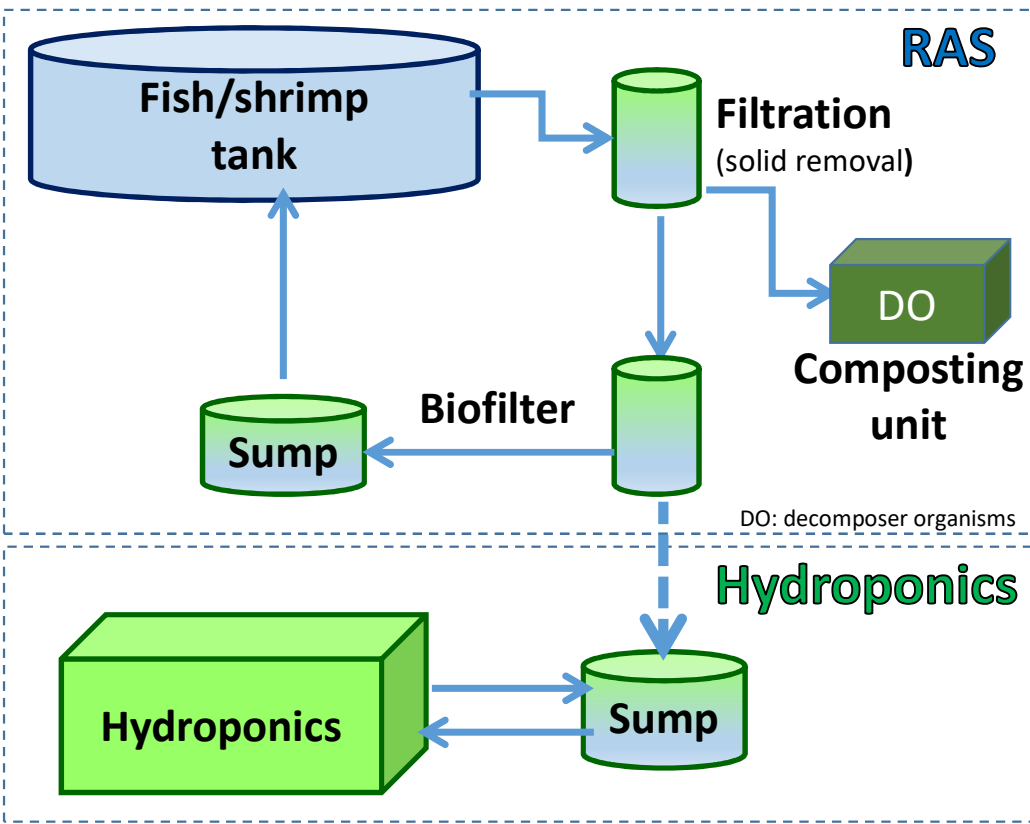 RAS
Fish/shrimp
tank
Filtration
(solid removal)
DO
Composting
unit
Biofilter
Sump
DO: decomposer organisms
Hydroponics
Hydroponics
Sump